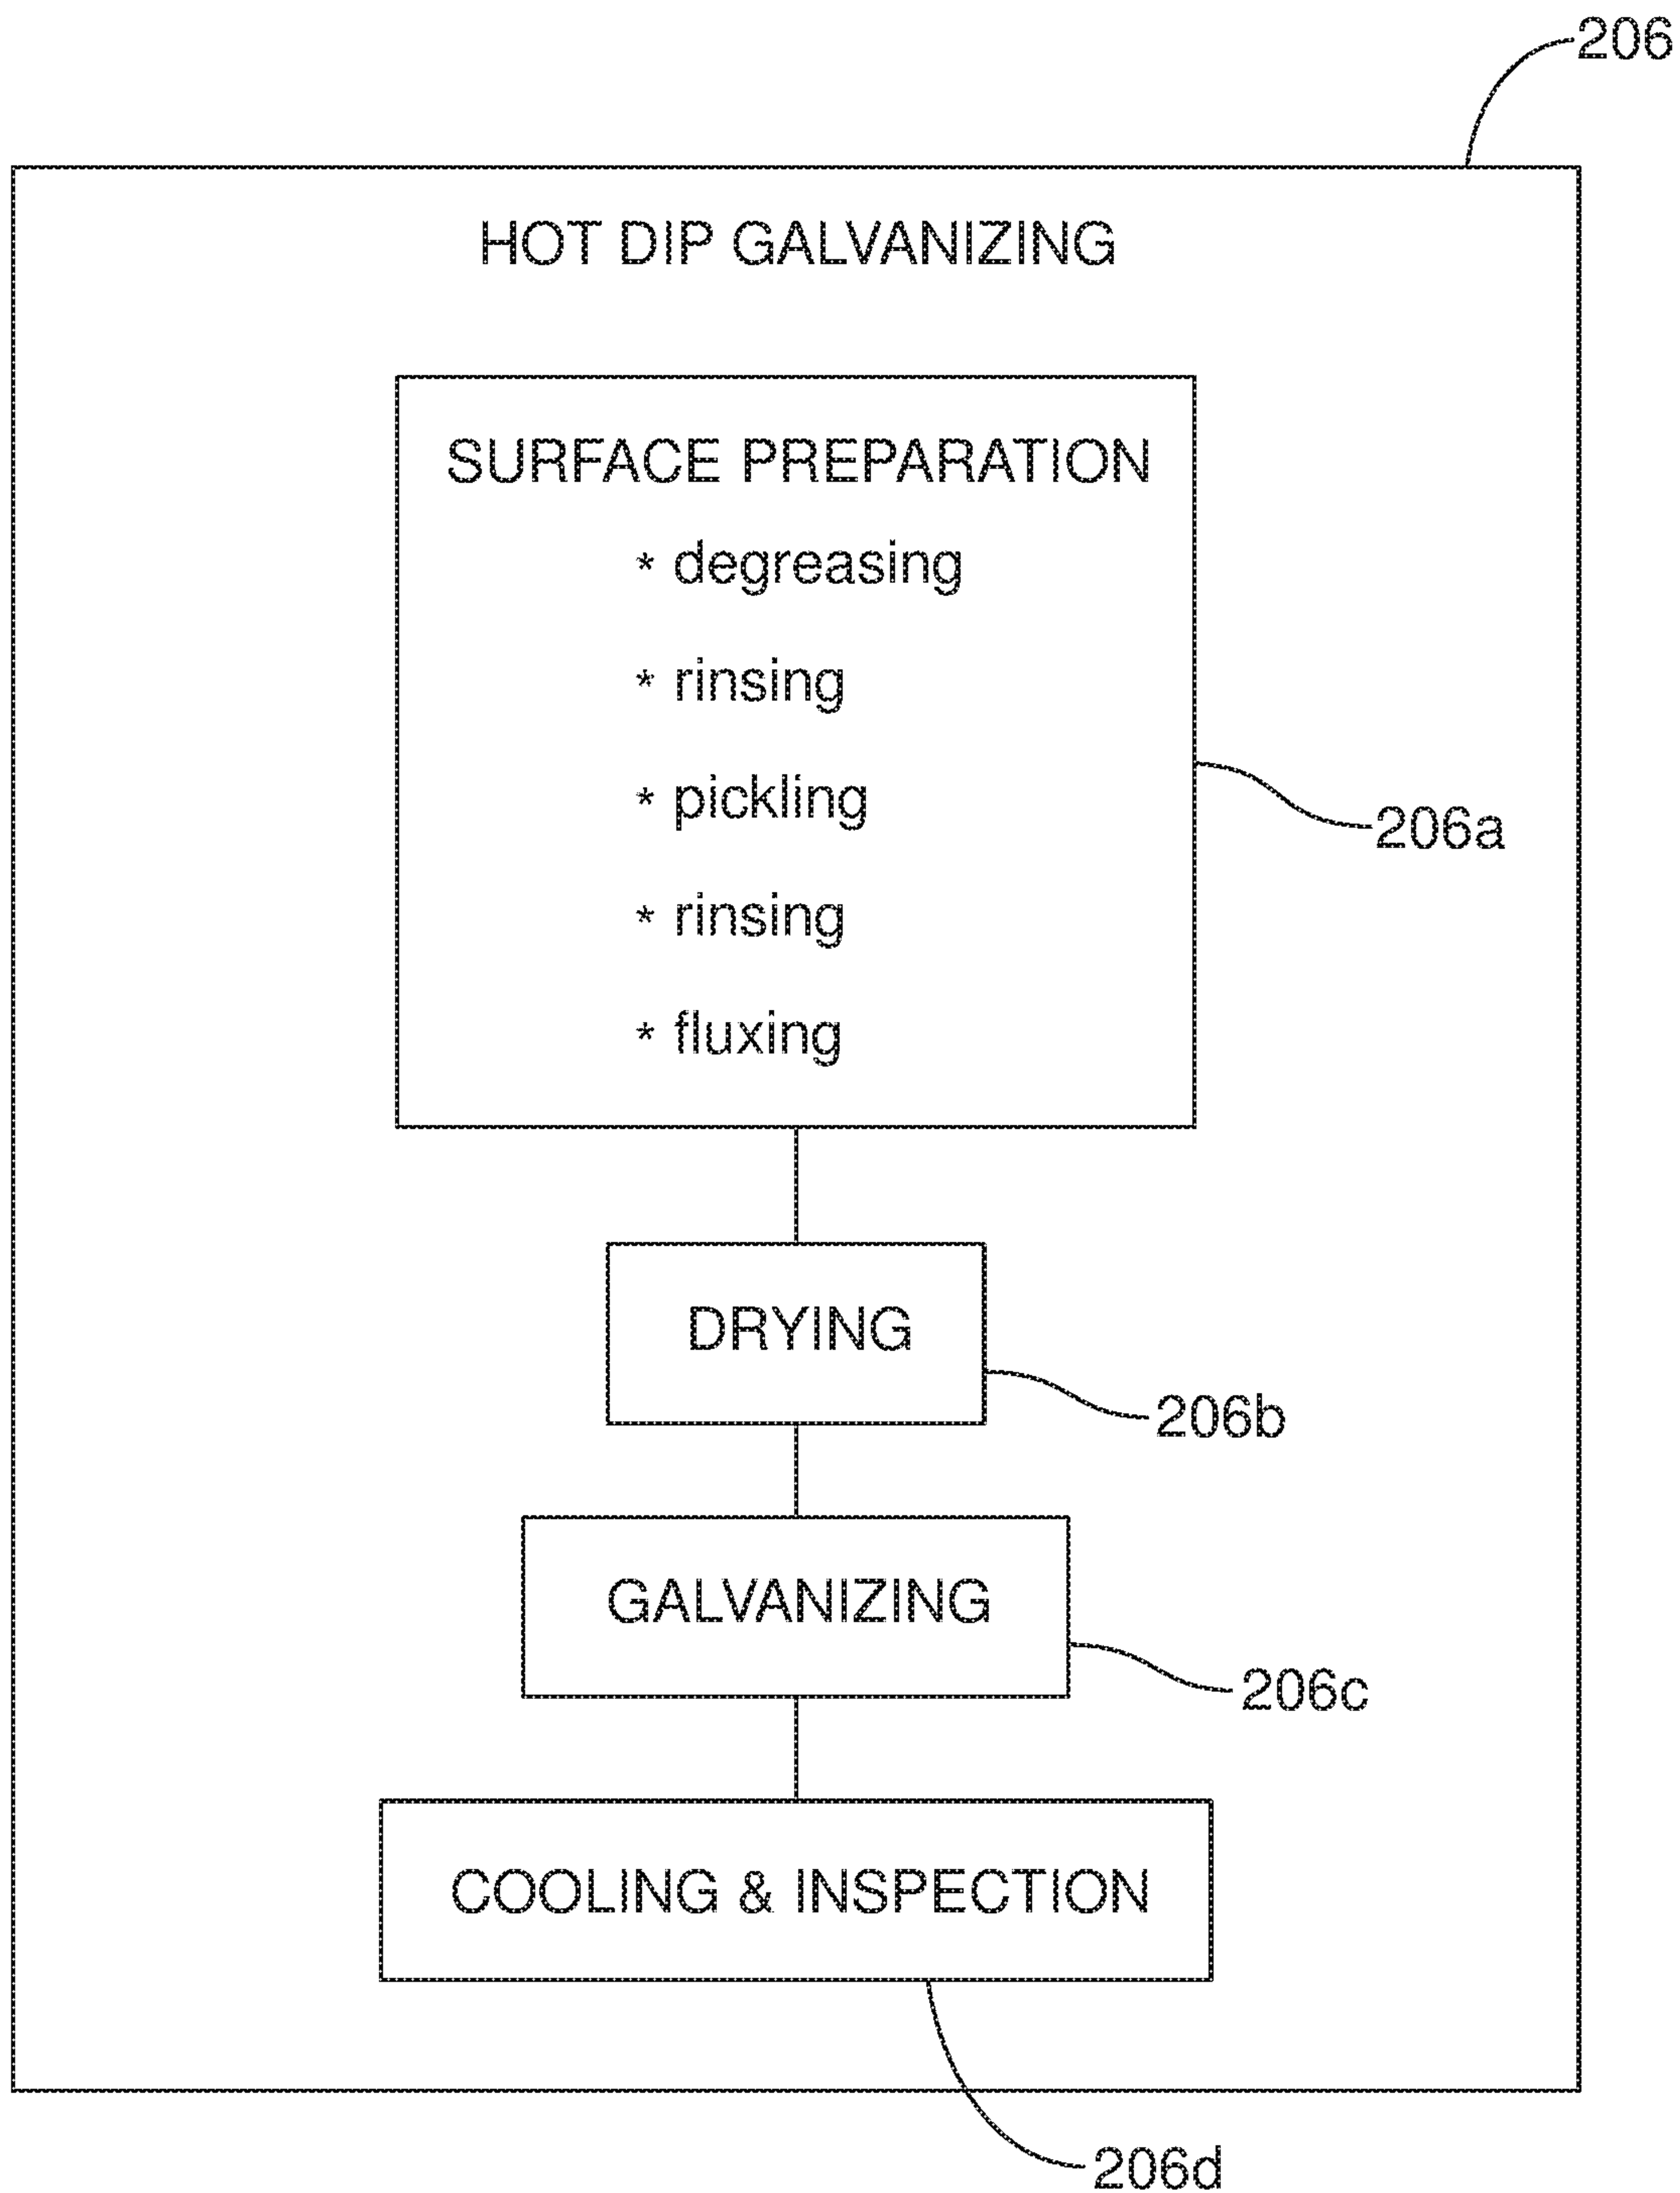 206
HOT DIP GALVANIZING
SURFACE PREPARATION
* degreasing
* rinsing
* pickling
* rinsing
* fluxing
206a
DRYING
206b
GALVANIZING
206c
COOLING & INSPECTION
206d